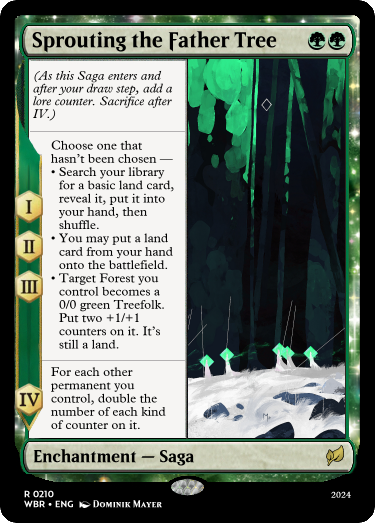 Sprouting the Father Tree
(As this Saga enters and
after your draw step, add a
lore counter. Sacrifice after
IV.)
I
II
III
Choose one that
hasn't been chosen —
• Search your library
for a basic land card,
reveal it, put it into
your hand, then
shuffle.
• You may put a land
card from your hand
onto the battlefield.
• Target Forest you
control becomes a
0/0 green Treefolk.
Put two +1/+1
counters on it. It's
still a land.
IV
For each other
permanent you
control, double the
number of each kind
of counter on it.
Enchantment — Saga
R 0210
WBR • ENG Dominik Mayer
2024